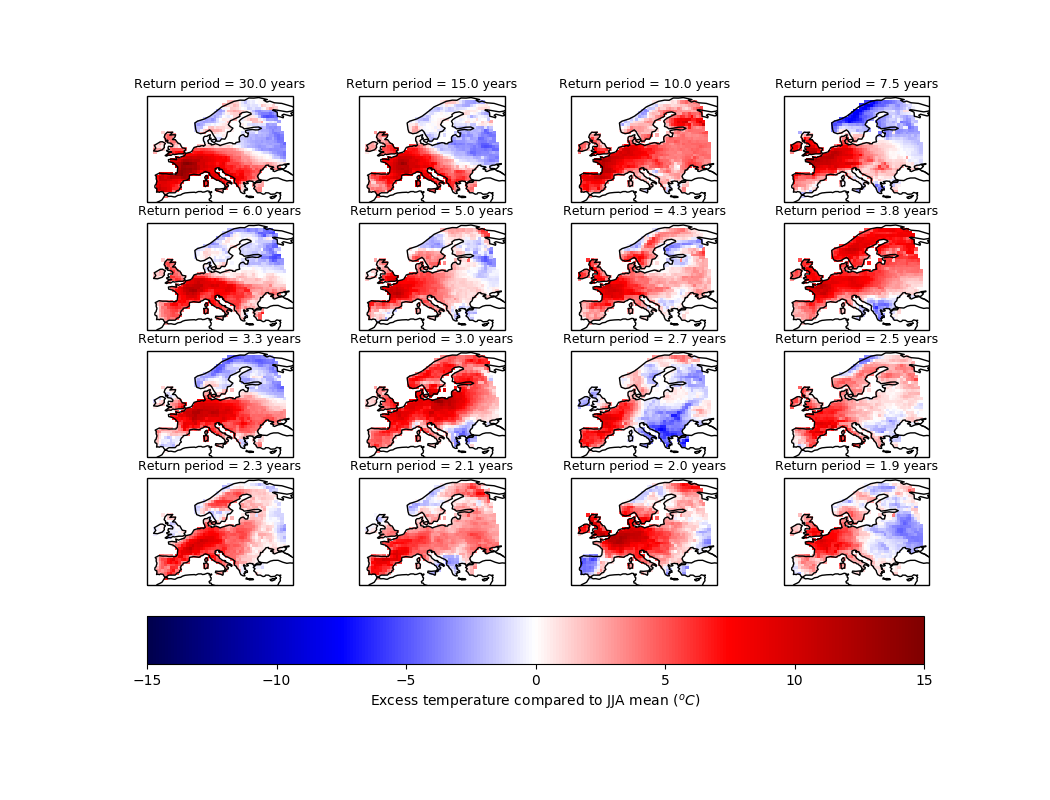 Return period = 30.0 years
Return period = 15.0 years
Return period = 10.0 years
Return period = 7.5 years
Return period = 6.0 years
Return period = 5.0 years
Return period = 4.3 years
Return period = 3.8 years
Return period = 3.3 years
Return period = 3.0 years
Return period = 2.7 years
Return period = 2.5 years
Return period = 2.3 years
Return period = 2.1 years
Return period = 2.0 years
Return period = 1.9 years
−15 −10 −5 0 5 10 15
Excess temperature compared to JJA mean (°C)